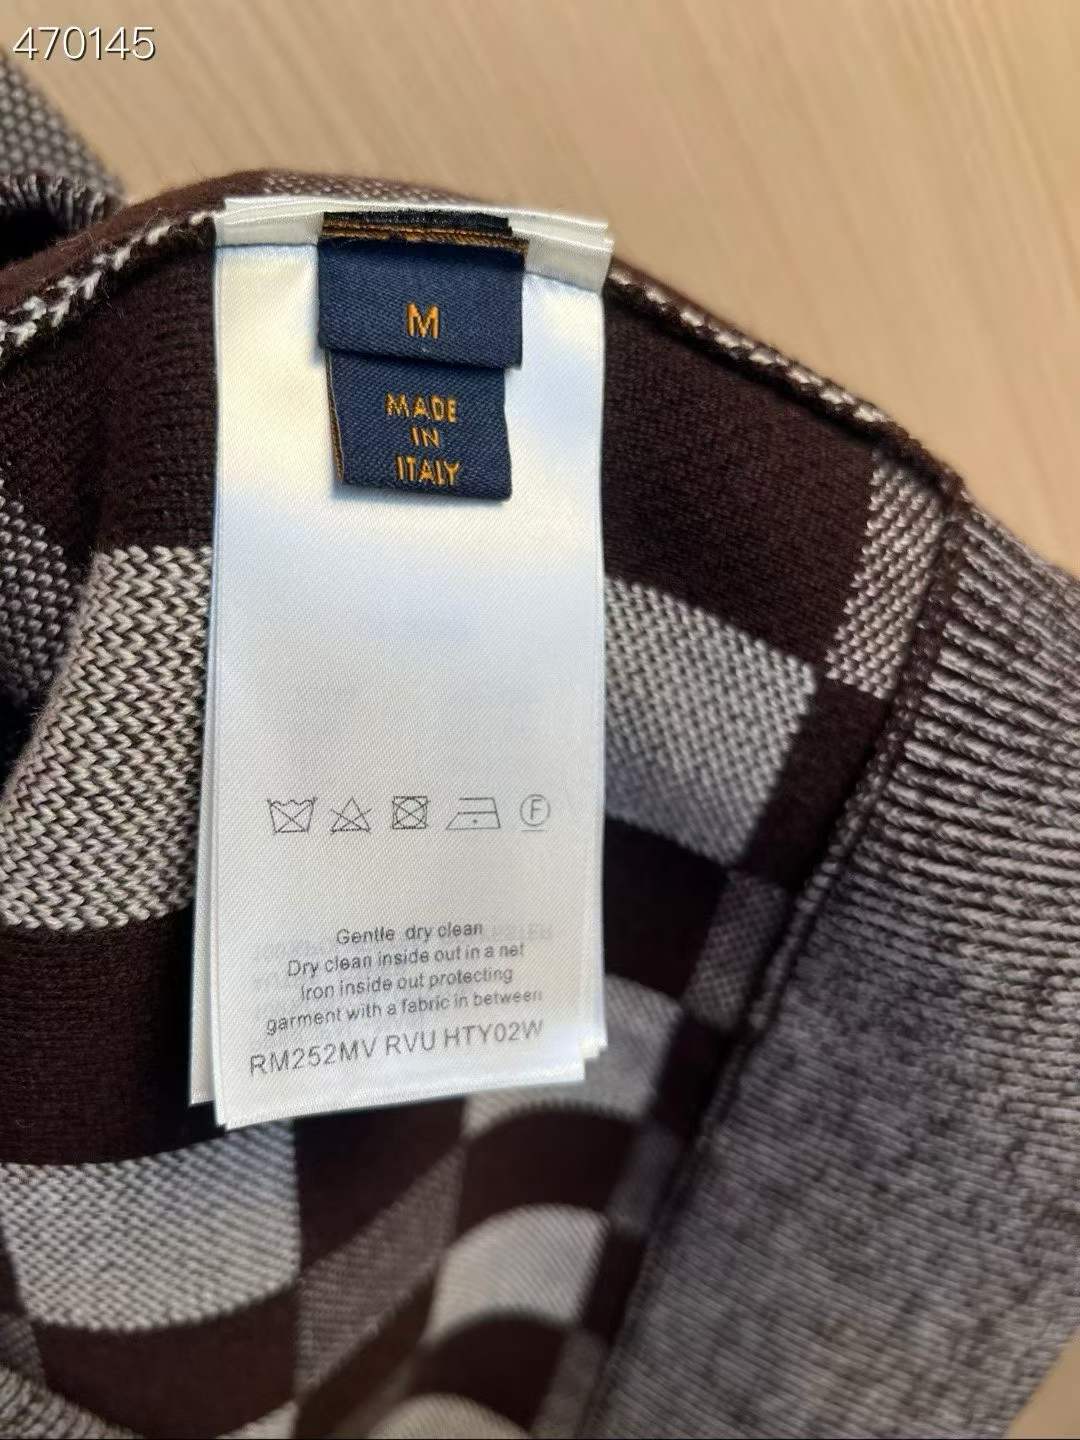 470145
M
MADE
IN
ITALY
F
Gentle dry clean
Dry clean inside out in a net
Iron inside out protecting
garment with a fabric in between
RM252MV RVU HTY02W